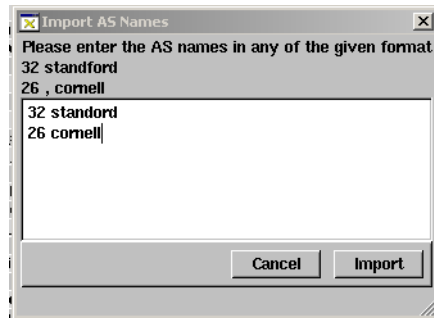 Import AS Names
Please enter the AS names in any of the given format
32 standford
26 , cornell
32 standord
26 cornell
Cancel Import